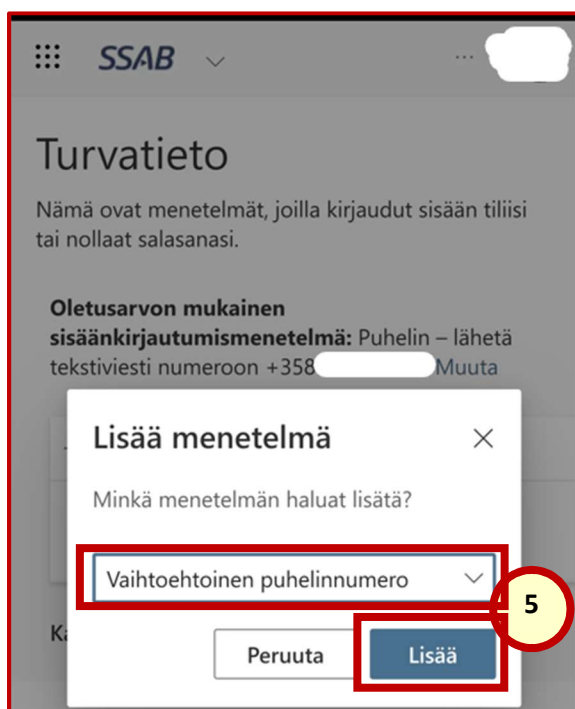 SSAB
...
Turvatieto
Nämä ovat menetelmät, joilla kirjaudut sisään tiliisi
tai nollaat salasanasi.
Oletusarvon mukainen
sisäänkirjautumismenetelmä: Puhelin – lähetä
tekstiviesti numeroon +358 Muuta
Lisää menetelmä
Minkä menetelmän haluat lisätä?
Vaihtoehtoinen puhelinnumero
5
Peruuta Lisää